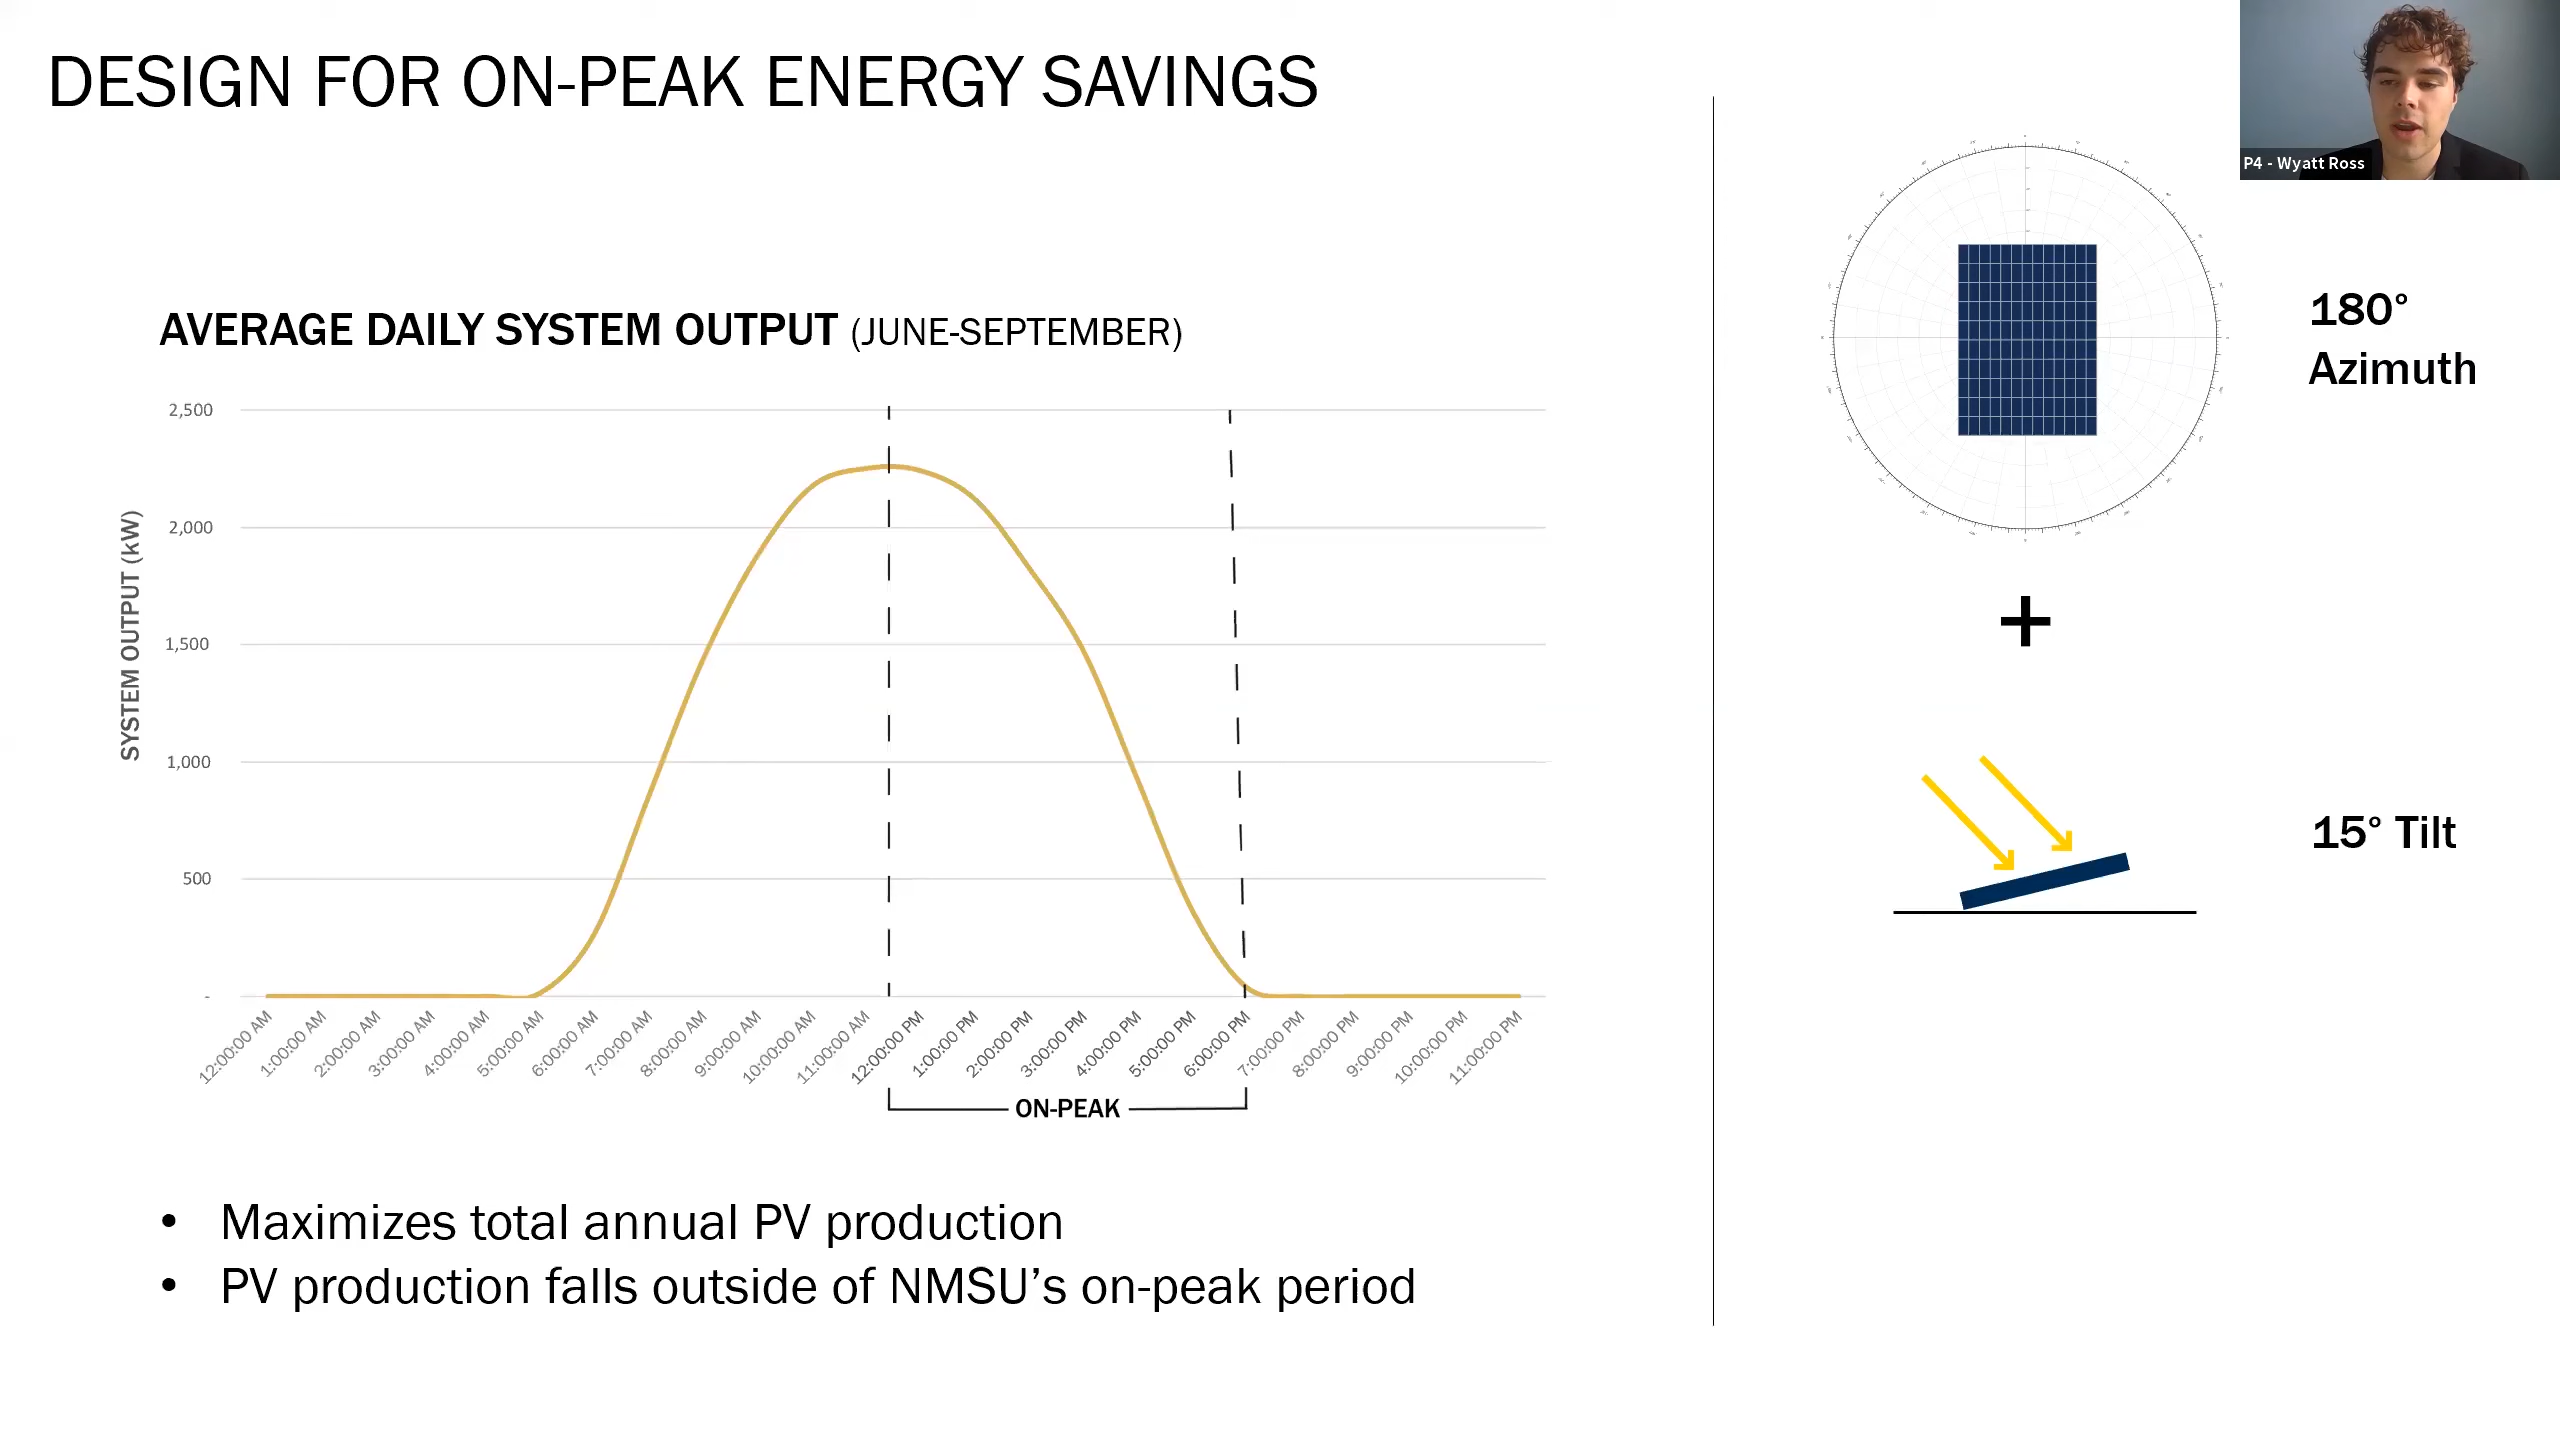 DESIGN FOR ON-PEAK ENERGY SAVINGS
P4 - Wyatt Ross
AVERAGE DAILY SYSTEM OUTPUT (JUNE-SEPTEMBER)
SYSTEM OUTPUT (kW)
2,500
2,000
1,500
1,000
500
-
12:00:00 AM
1:00:00 AM
2:00:00 AM
3:00:00 AM
4:00:00 AM
5:00:00 AM
6:00:00 AM
7:00:00 AM
8:00:00 AM
9:00:00 AM
10:00:00 AM
11:00:00 AM
12:00:00 PM
1:00:00 PM
2:00:00 PM
3:00:00 PM
4:00:00 PM
5:00:00 PM
6:00:00 PM
7:00:00 PM
8:00:00 PM
9:00:00 PM
10:00:00 PM
11:00:00 PM
ON-PEAK
• Maximizes total annual PV production
• PV production falls outside of NMSU’s on-peak period
180°
Azimuth
+
15° Tilt